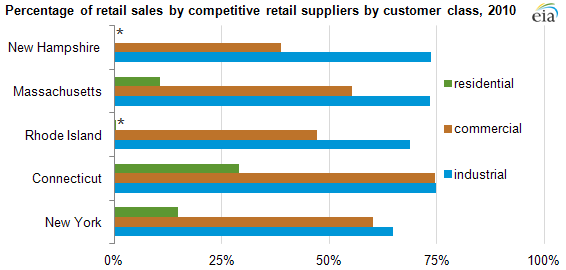 Percentage of retail sales by competitive retail suppliers by customer class, 2010
eia
*
New Hampshire
Massachusetts
residential
*
Rhode Island
commercial
Connecticut
industrial
New York
0% 25% 50% 75% 100%